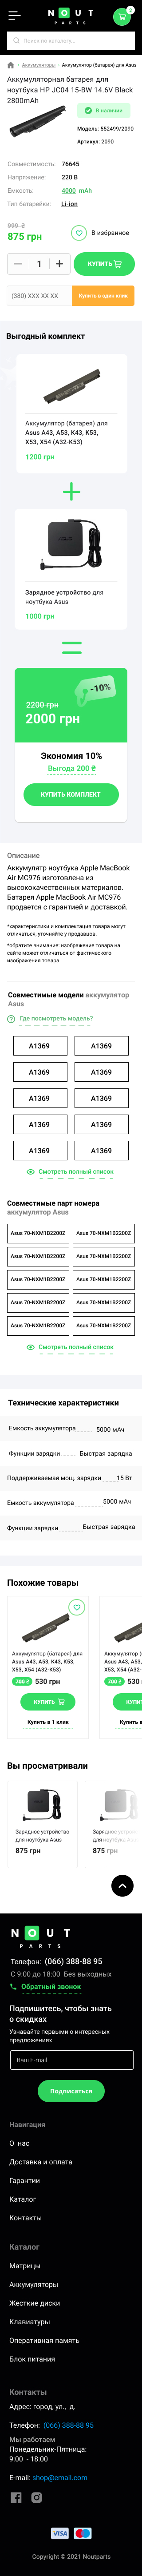 NOUT
PARTS
2
Поиск по каталогу...
Аккумуляторы
Аккумулятор (батарея) для Asus
Аккумуляторная батарея для
ноутбука HP JC04 15-BW 14.6V Black
2800mAh
В наличии
Модель: 552499/2090
Артикул: 2090
Совместимость: 76645
Напряжение: 220 В
Емкость: 4000 mAh
Тип батарейки: Li-ion
999 ₴
875 грн
В избранное
1
КУПИТЬ
(380) XXX XX XX
Купить в один клик
Выгодный комплект
Аккумулятор (батарея) для
Asus A43, A53, K43, K53,
X53, X54 (A32-K53)
1200 грн
Зарядное устройство для
ноутбука Asus
1000 грн
-10%
2200 грн
2000 грн
Экономия 10%
Выгода 200 ₴
КУПИТЬ КОМПЛЕКТ
Описание
Аккумулятр ноутбука Apple MacBook
Air MC976 изготовлена из
высококачественных материалов.
Батарея Apple MacBook Air MC976
продается с гарантией и доставкой.
*характеристики и комплектация товара могут
отличаться, уточняйте у продавцов.
*обратите внимание: изображение товара на
сайте может отличаться от фактического
изображения товара
Совместимые модели аккумулятор
Asus
Где посмотреть модель?
A1369 A1369
A1369 A1369
A1369 A1369
A1369 A1369
A1369 A1369
Смотреть полный список
Совместимые парт номера
аккумулятор Asus
Asus 70-NXM1B2200Z Asus 70-NXM1B2200Z
Asus 70-NXM1B2200Z Asus 70-NXM1B2200Z
Asus 70-NXM1B2200Z Asus 70-NXM1B2200Z
Asus 70-NXM1B2200Z Asus 70-NXM1B2200Z
Asus 70-NXM1B2200Z Asus 70-NXM1B2200Z
Смотреть полный список
Технические характеристики
Емкость аккумулятора 5000 мАч
Функции зарядки Быстрая зарядка
Поддерживаемая мощ. зарядки 15 Вт
Емкость аккумулятора 5000 мАч
Функции зарядки Быстрая зарядка
Похожие товары
Аккумулятор (батарея) для
Asus A43, A53, K43, K53,
X53, X54 (A32-K53)
700 ₴ 530 грн
КУПИТЬ
Купить в 1 клик
Аккумулятор (
Asus A43, A53,
X53, X54 (A32-
700 ₴ 530
Вы просматривали
Зарядное устройство
для ноутбука Asus
875 грн
Зарядное
для ноутбука Asus
875 грн
NOUT
PARTS
Телефон: (066) 388-88 95
С 9:00 до 18:00 Без выходных
Обратный звонок
Подпишитесь, чтобы знать
о скидках
Узнавайте первыми о интересных
предложениях
Ваш E-mail
Подписаться
Навигация
О нас
Доставка и оплата
Гарантии
Каталог
Контакты
Каталог
Матрицы
Аккумуляторы
Жесткие диски
Клавиатуры
Оперативная память
Блок питания
Контакты
Адрес: город, ул., д.
Телефон: (066) 388-88 95
Мы работаем
Понедельник-Пятница:
9:00 - 18:00
E-mail: shop@email.com
VISA
Copyright © 2021 Noutparts